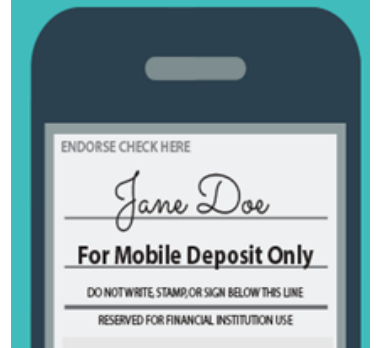 ENDORSE CHECK HERE
Jane Doe
For Mobile Deposit Only
DO NOT WRITE, STAMP, OR SIGN BELOW THIS LINE
RESERVED FOR FINANCIAL INSTITUTION USE